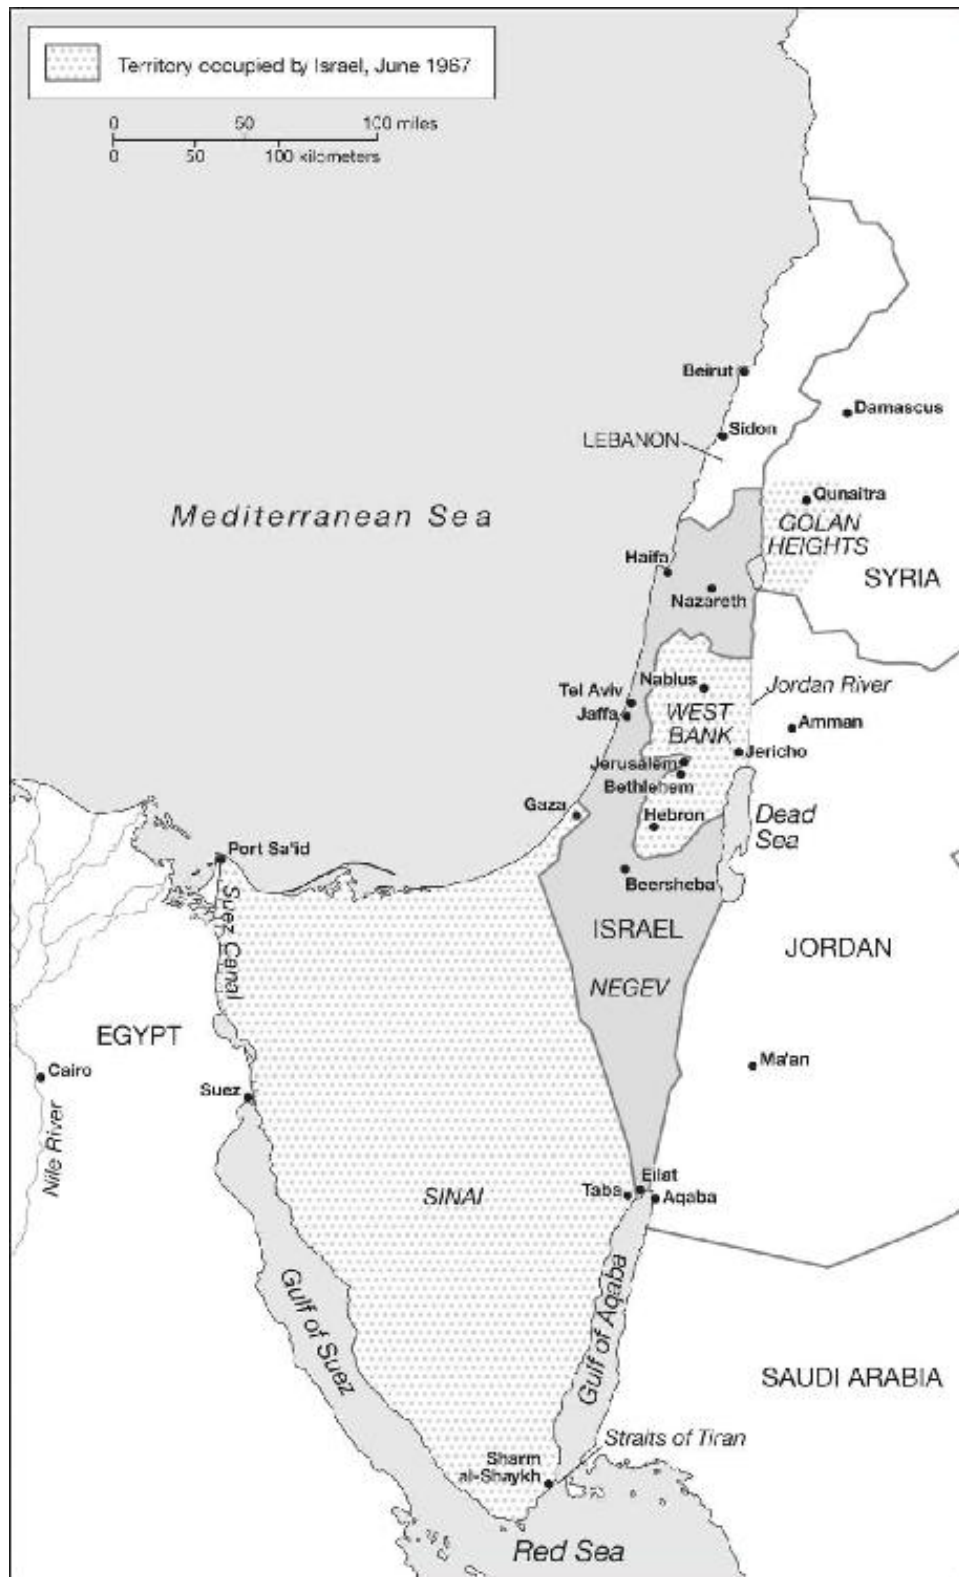 Territory occupied by Israel, June 1967
0 50 100 miles
0 50 100 kilometers
Beirut
Damascus
Sidon
LEBANON
Qunaitra
Mediterranean Sea
GOLAN
HEIGHTS
Haifa
SYRIA
Nazareth
Nablus
Jordan River
Tel Aviv
Jaffa
WEST
BANK
Amman
Jericho
Jerusalem
Bethlehem
Gaza
Hebron
Dead
Sea
Port Sa'id
Beersheba
Suez Canal
ISRAEL
JORDAN
NEGEV
EGYPT
Ma'an
Cairo
Suez
Nile River
SINAI
Eilat
Taba
Aqaba
Gulf of Suez
Gulf of Aqaba
SAUDI ARABIA
Straits of Tiran
Sharm
al-Shaykh
Red Sea